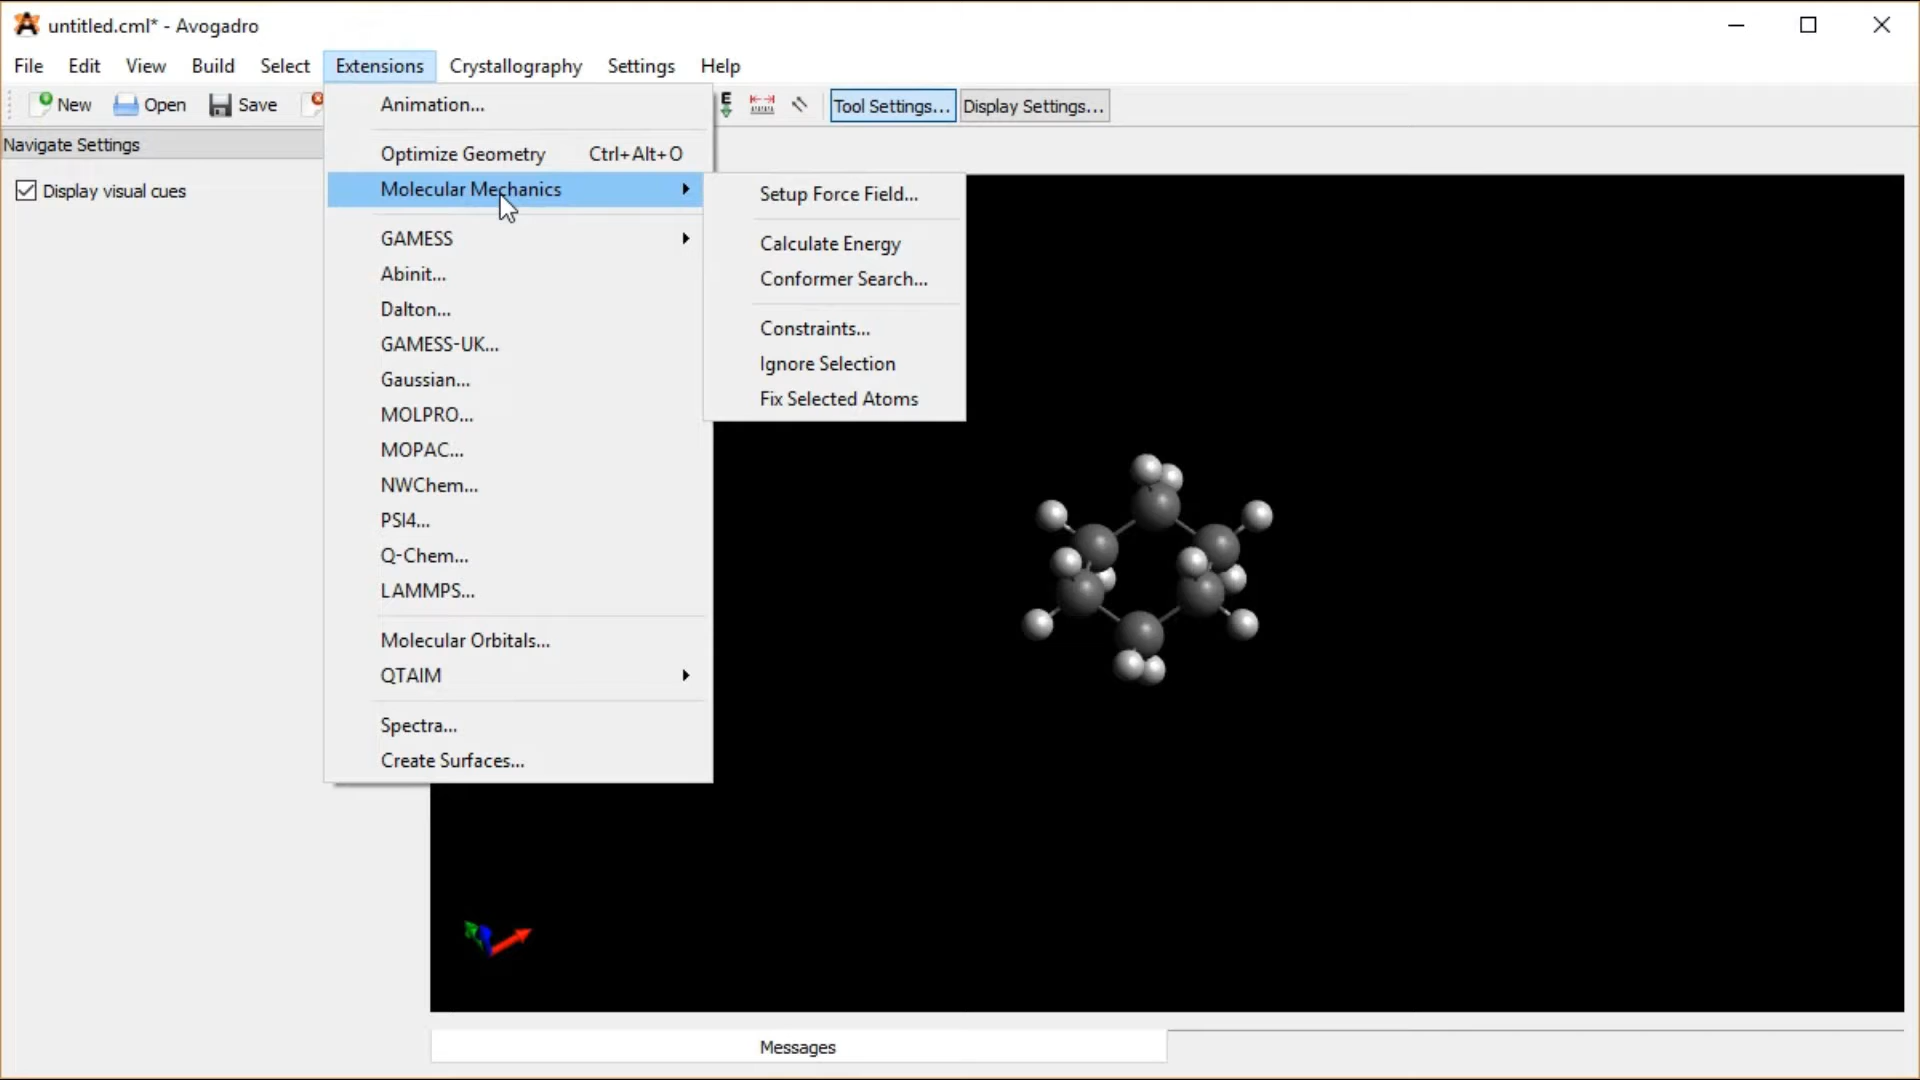 untitled.cml* - Avogadro
File Edit View Build Select Extensions Crystallography Settings Help
New Open Save E Tool Settings... Display Settings...
Navigate Settings
Display visual cues
Animation...
Optimize Geometry Ctrl+Alt+O
Molecular Mechanics
GAMESS
Abinit...
Dalton...
GAMESS-UK...
Gaussian...
MOLPRO...
MOPAC...
NWChem...
PSI4...
Q-Chem...
LAMMPS...
Molecular Orbitals...
QTAIM
Spectra...
Create Surfaces...
Setup Force Field...
Calculate Energy
Conformer Search...
Constraints...
Ignore Selection
Fix Selected Atoms
Messages